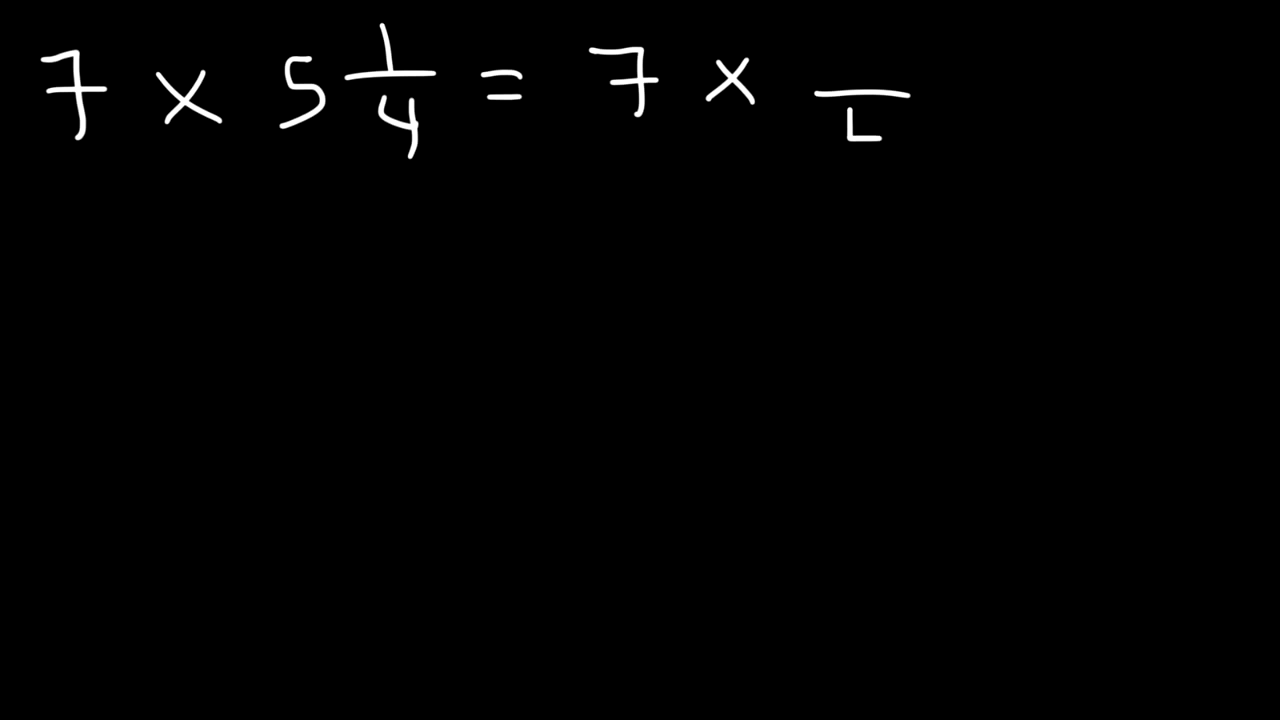 7 × 5 1/4 = 7 ×